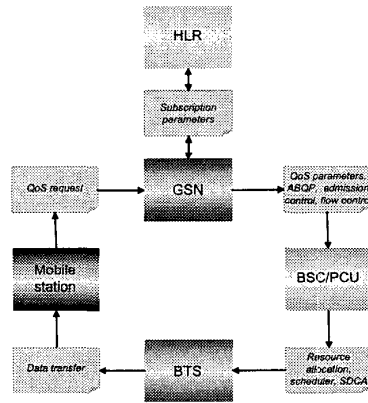 HLR
Subscription
parameters
QoS request
GSN
QoS parameters,
ABQP, admission
control, flow control
Mobile
station
BSC/PCU
Data transfer
BTS
Resource
allocation,
scheduler, SDCA